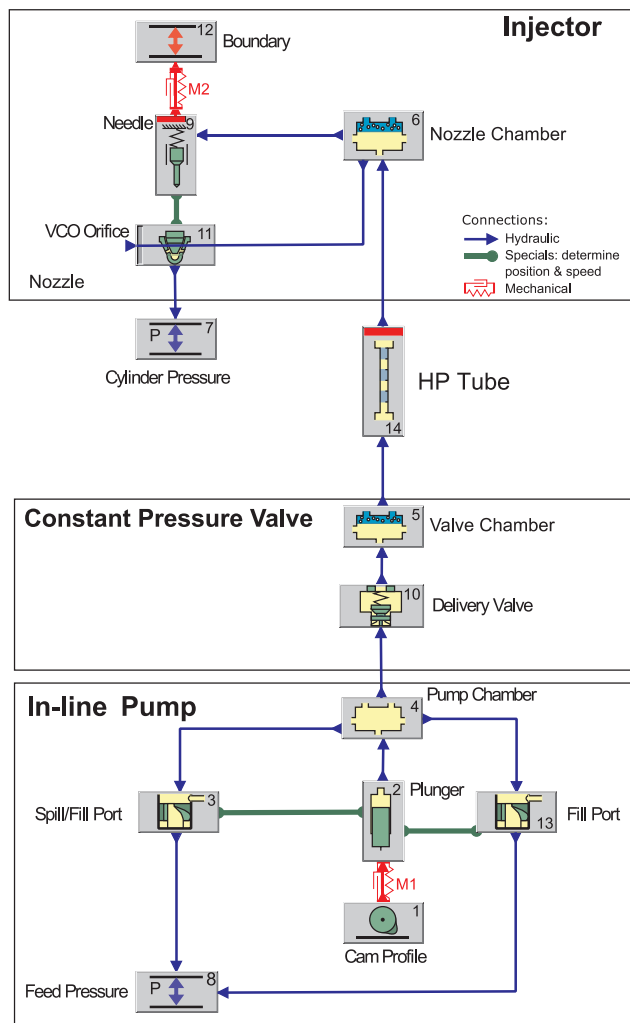 Injector
12
Boundary
M2
Needle
9
6
Nozzle Chamber
VCO Orifice
11
Connections:
Hydraulic
Specials: determine
position & speed
Mechanical
Nozzle
P
7
Cylinder Pressure
HP Tube
14
Constant Pressure Valve
5
Valve Chamber
10
Delivery Valve
In-line Pump
Pump Chamber
4
2
Plunger
Spill/Fill Port
3
Fill Port
13
M1
1
Cam Profile
Feed Pressure
P
8